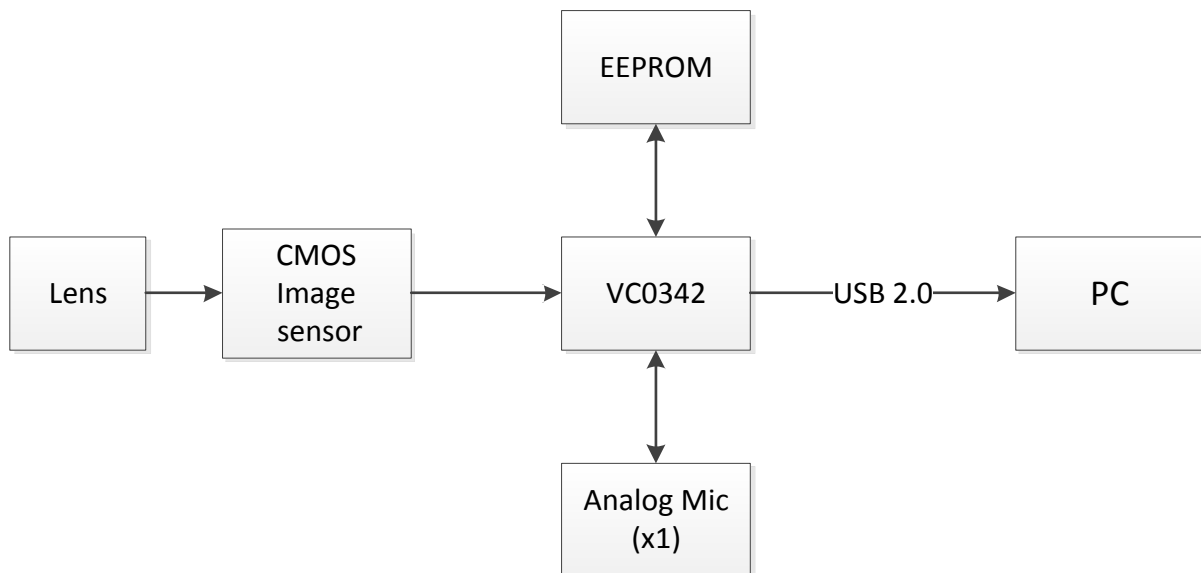 EEPROM
Lens
CMOS
Image
sensor
VC0342
USB 2.0
PC
Analog Mic
(x1)